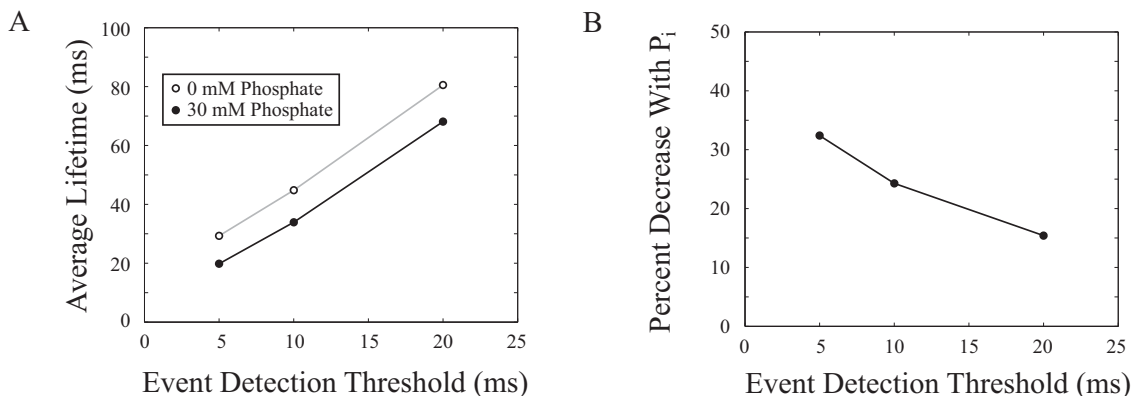 A
Average Lifetime (ms)
100
80
60
40
20
0
0 mM Phosphate
30 mM Phosphate
0 5 10 15 20 25
Event Detection Threshold (ms)
B
Percent Decrease With Pi
50
40
30
20
10
0
0 5 10 15 20 25
Event Detection Threshold (ms)